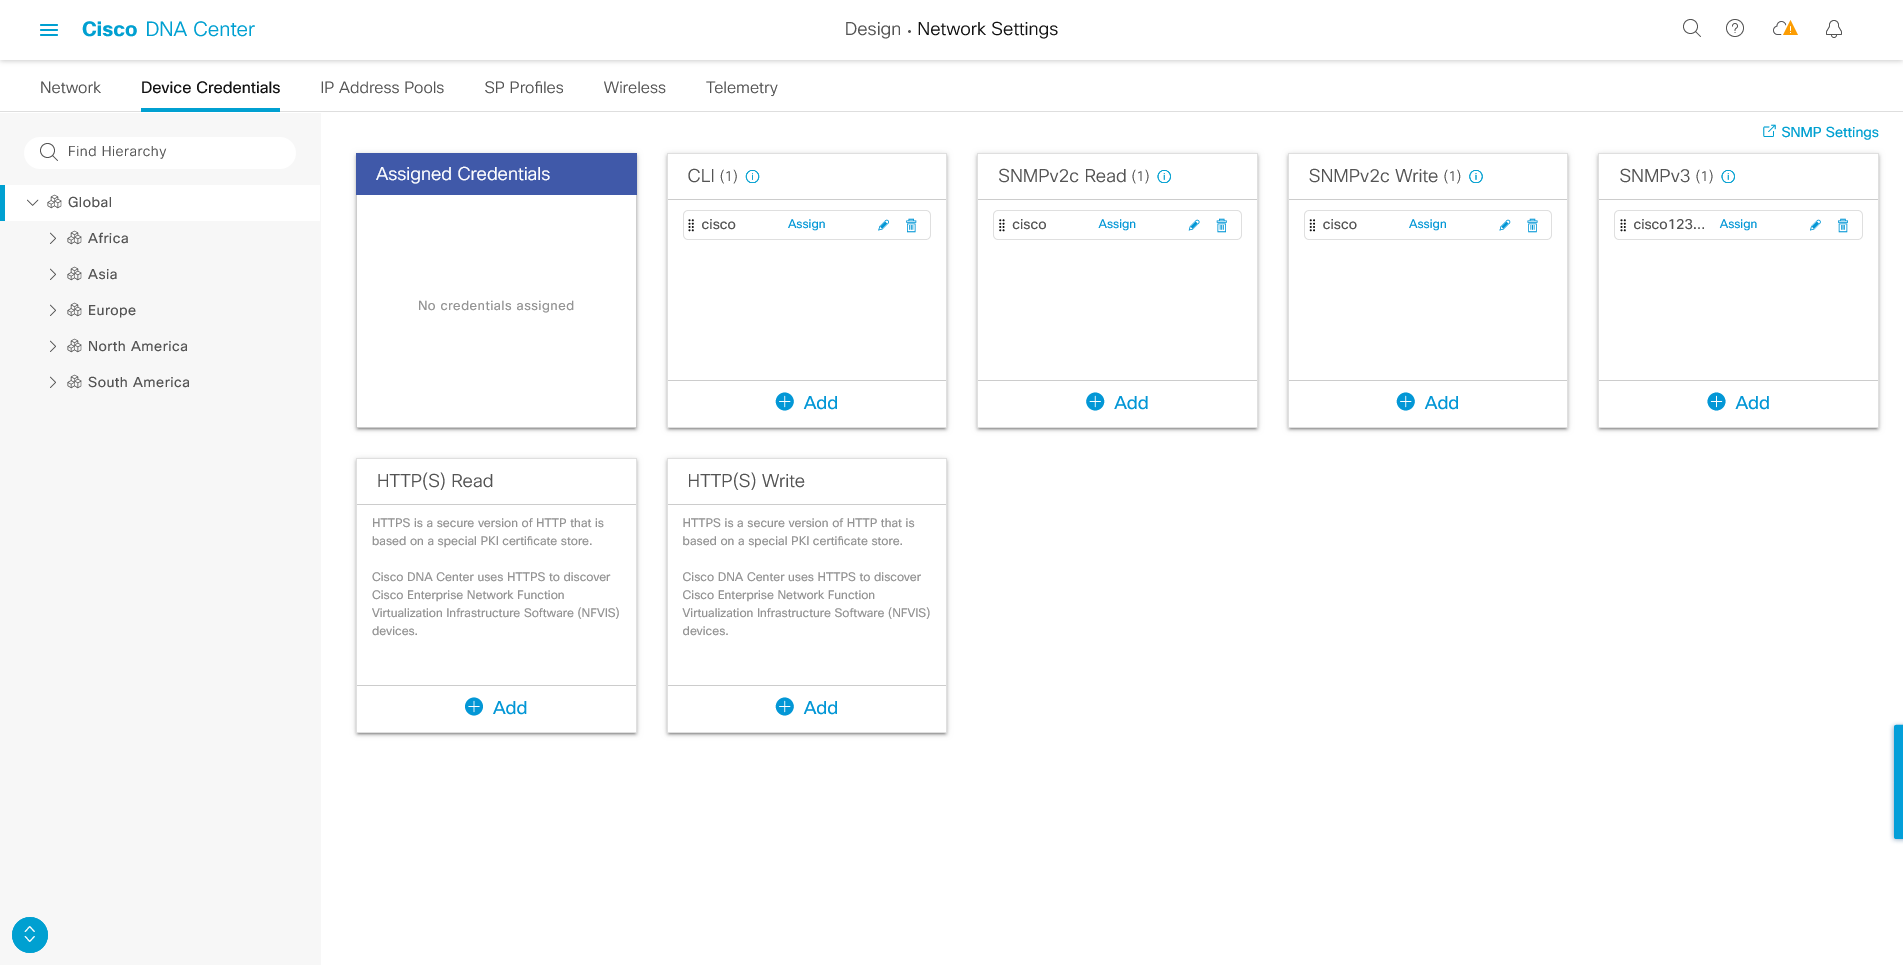 Cisco DNA Center
Design • Network Settings
Network
Device Credentials
IP Address Pools
SP Profiles
Wireless
Telemetry
Find Hierarchy
Global
Africa
Asia
Europe
North America
South America
SNMP Settings
Assigned Credentials
No credentials assigned
CLI (1)
cisco Assign
Add
SNMPv2c Read (1)
cisco Assign
Add
SNMPv2c Write (1)
cisco Assign
Add
SNMPv3 (1)
cisco123... Assign
Add
HTTP(S) Read
HTTPS is a secure version of HTTP that is
based on a special PKI certificate store.
Cisco DNA Center uses HTTPS to discover
Cisco Enterprise Network Function
Virtualization Infrastructure Software (NFVIS)
devices.
Add
HTTP(S) Write
HTTPS is a secure version of HTTP that is
based on a special PKI certificate store.
Cisco DNA Center uses HTTPS to discover
Cisco Enterprise Network Function
Virtualization Infrastructure Software (NFVIS)
devices.
Add